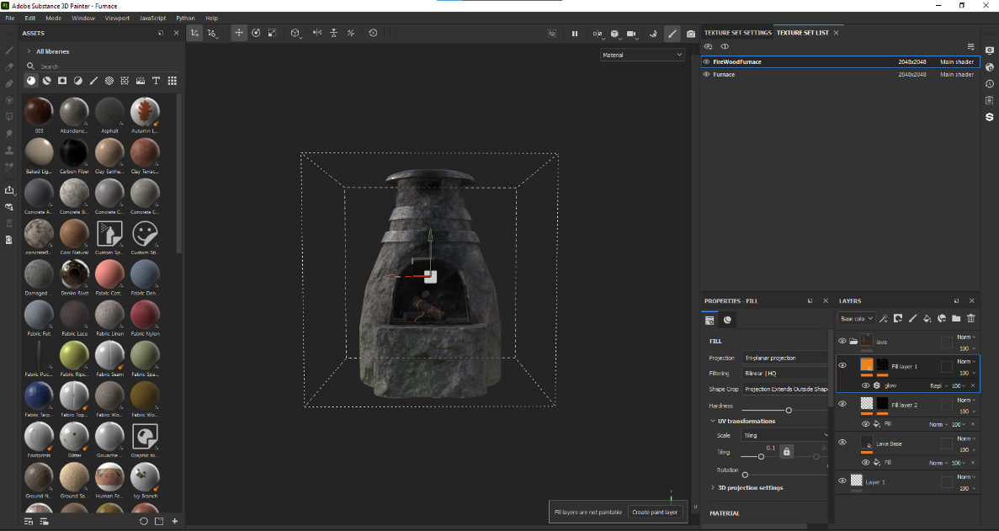 Adobe Substance 3D Painter - Furnace
File Edit Mode Window Viewport JavaScript Python Help
ASSETS
All libraries
Search
003 Abandone... Asphalt Autumn L...
Baked Lig... Carbon Fiber Clay Earthe... Clay Terrac...
Concrete A... Concrete B... Concrete C... Concrete C...
concreteR... Cork Natural Custom Sp... Custom Sti...
Damaged ... Denim Rivet Fabric Cott... Fabric Den...
Fabric Felt Fabric Lace Fabric Linen Fabric Nylon
Fabric Puc... Fabric Rips... Fabric Seam Fabric Spa...
Fabric Tarp... Fabric Top... Fabric Wo... Fabric Wo...
Footprints Glitter Gouache ... Graphic to...
Ground N... Ground Sa... Human Fe... Ivy Branch
Material
Fill layers are not paintable Create paint layer
TEXTURE SET SETTINGS TEXTURE SET LIST
FireWoodFurnace 2048x2048 Main shader
Furnace 2048x2048 Main shader
PROPERTIES - FILL
FILL
Projection Tri-planar projection
Filtering Bilinear | HQ
Shape Crop Projection Extends Outside Shape
Hardness
UV transformations
Scale Tiling
Tiling 0.1
Rotation
3D projection settings
MATERIAL
LAYERS
Base colo
lava Norm 100
Fill layer 1 Norm 100
glow Repl 100
Fill layer 2 Norm 100
Fill Norm 100
Lava Base Norm 100
Fill Norm 100
Layer 1 Norm 100